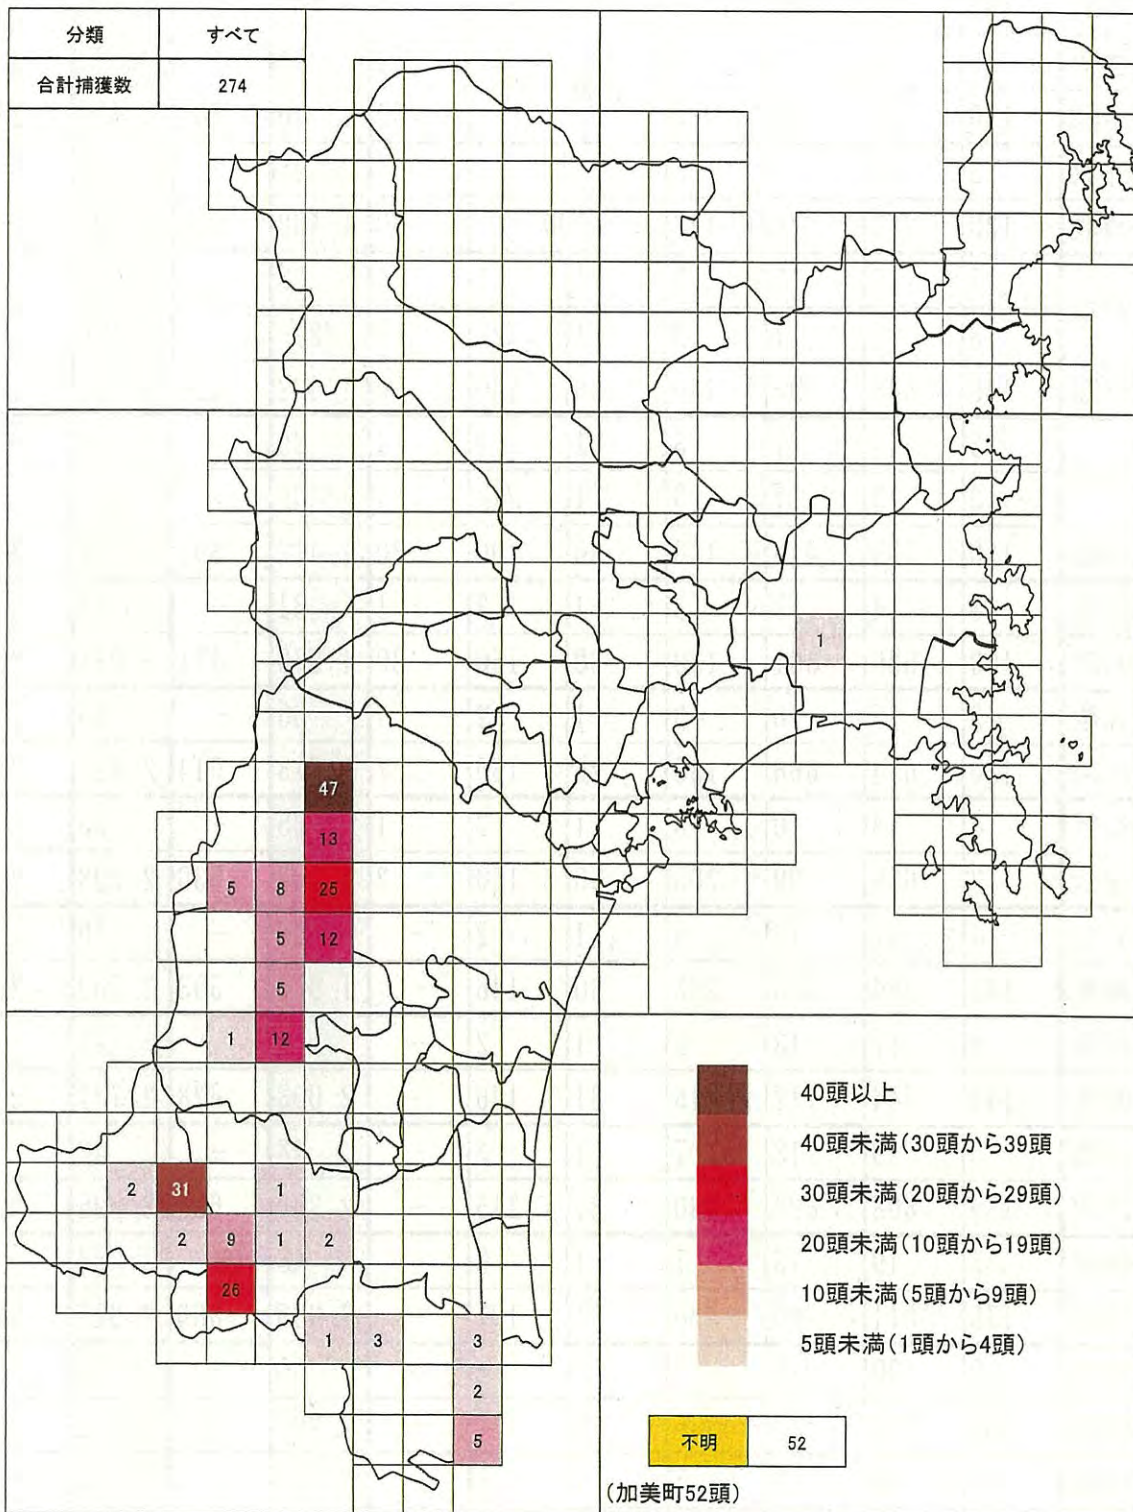 分類 すべて
合計捕獲数 274
1
47
13
5 8 25
5 12
5
1 12
2 31 1
2 9 1 2
26
1 3 3
2
5
40頭以上
40頭未満(30頭から39頭
30頭未満(20頭から29頭)
20頭未満(10頭から19頭)
10頭未満(5頭から9頭)
5頭未満(1頭から4頭)
不明 52
(加美町52頭)